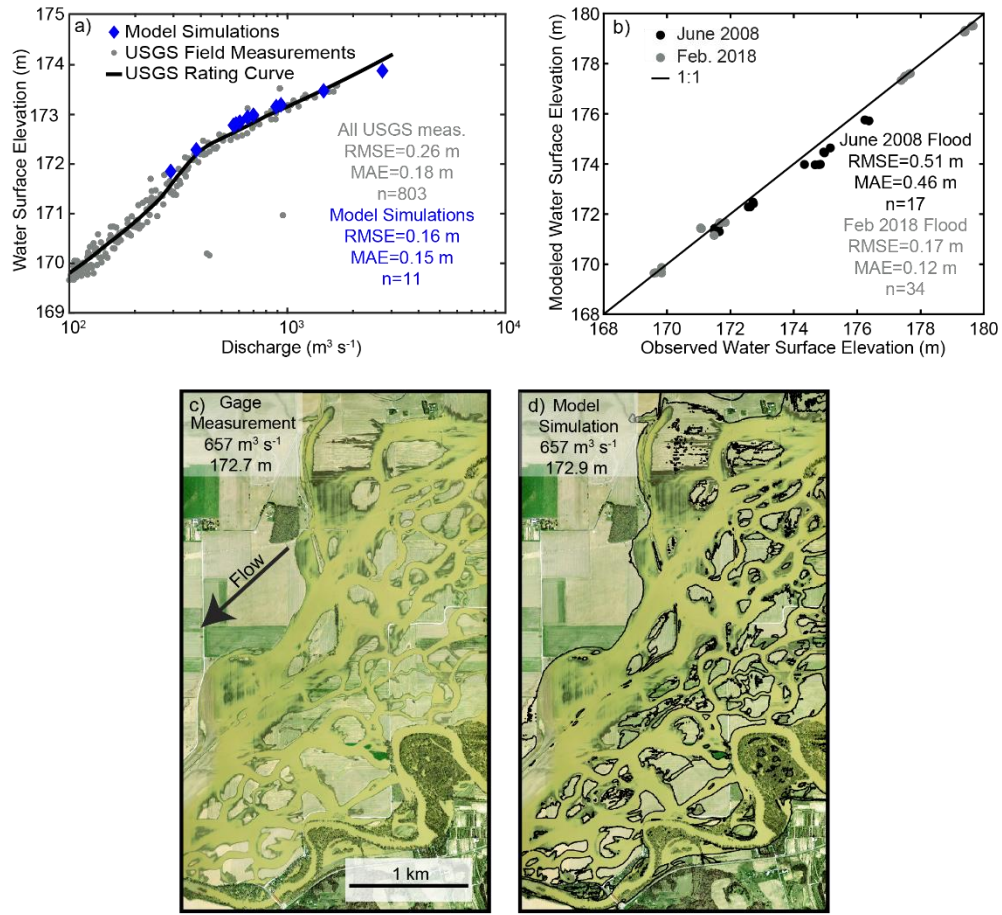 a)
Model Simulations
USGS Field Measurements
USGS Rating Curve
Water Surface Elevation (m)
174
173
172
171
170
169
All USGS meas.
RMSE=0.26 m
MAE=0.18 m
n=803
Model Simulations
RMSE=0.16 m
MAE=0.15 m
n=11
10²
10³
10⁴
Discharge (m³ s⁻¹)
b)
June 2008
Feb. 2018
1:1
Modeled Water Surface Elevation (m)
180
178
176
174
172
170
168
June 2008 Flood
RMSE=0.51 m
MAE=0.46 m
n=17
Feb 2018 Flood
RMSE=0.17 m
MAE=0.12 m
n=34
168
170
172
174
176
178
180
Observed Water Surface Elevation (m)
c) Gage
Measurement
657 m³ s⁻¹
172.7 m
Flow
1 km
d) Model
Simulation
657 m³ s⁻¹
172.9 m